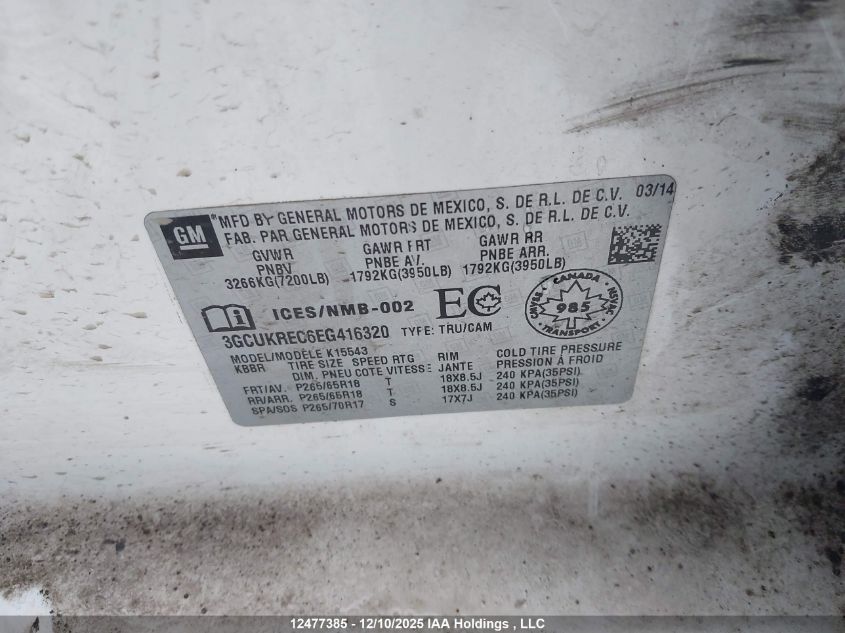 GM
MFD BY GENERAL MOTORS DE MEXICO, S. DE R.L. DE C.V. 03/14
FAB. PAR GENERAL MOTORS DE MEXICO, S. DE R.L. DE C.V.
GVWR GAWR FRT GAWR RR
PNBV PNBE AV. PNBE ARR.
3266KG(7200LB) 1792KG(3950LB) 1792KG(3950LB)
ICES/NMB-002 EC
CANADA
CMVSS 985 NSVAC
TRANSPORT
3GCUKREC6EG416320 TYPE: TRU/CAM
MODEL/MODÈLE K15543
KBBR TIRE SIZE SPEED RTG RIM COLD TIRE PRESSURE
DIM. PNEU COTE VITESSE JANTE PRESSION À FROID
FRT/AV. P265/65R18 T 18X8.5J 240 KPA(35PSI)
RR/ARR. P265/65R18 T 18X8.5J 240 KPA(35PSI)
SPA/SOS P265/70R17 S 17X7J 240 KPA(35PSI)
12477385 - 12/10/2025 IAA Holdings , LLC